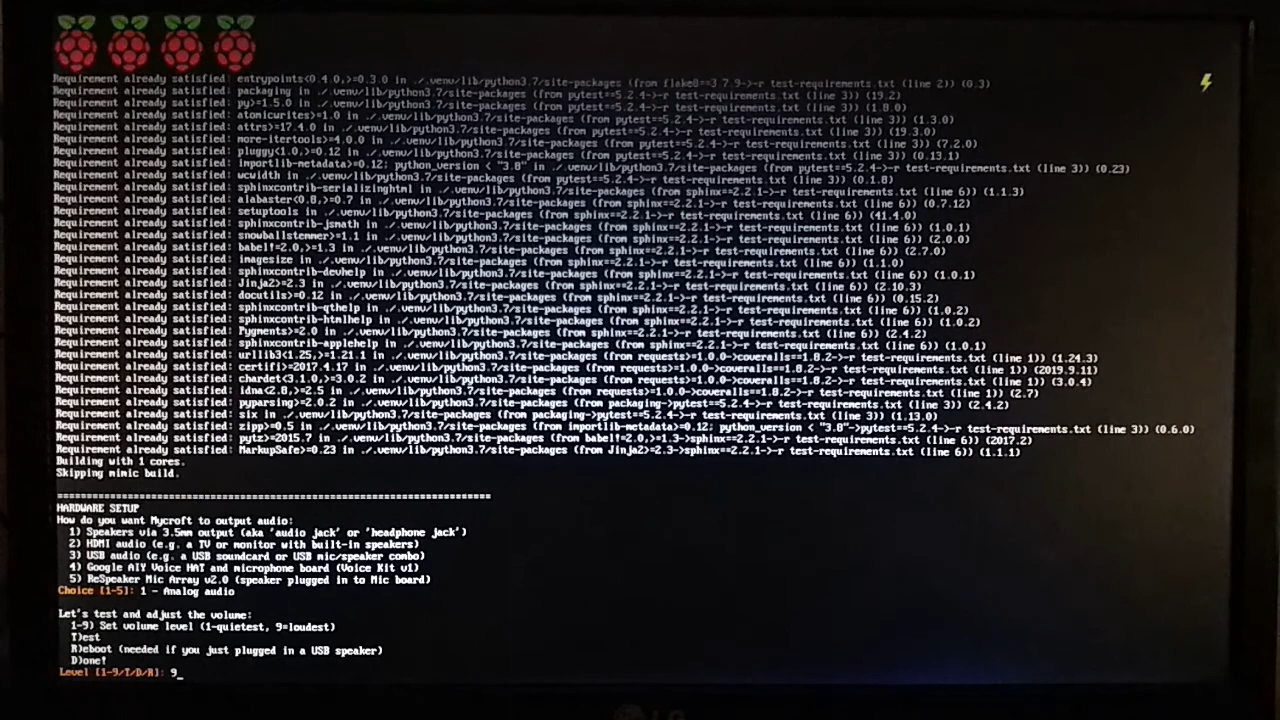 Requirement already satisfied: entrypoints<0.4.0,>=0.3.0 in ./.venv/lib/python3.7/site-packages (from flake8==3.7.9->-r test-requirements.txt (line 2)) (0.3)
Requirement already satisfied: packaging in ./.venv/lib/python3.7/site-packages (from pytest==5.2.4->-r test-requirements.txt (line 3)) (19.2)
Requirement already satisfied: py>=1.5.0 in ./.venv/lib/python3.7/site-packages (from pytest==5.2.4->-r test-requirements.txt (line 3)) (1.8.0)
Requirement already satisfied: atomicwrites>=1.0 in ./.venv/lib/python3.7/site-packages (from pytest==5.2.4->-r test-requirements.txt (line 3)) (1.3.0)
Requirement already satisfied: attrs>=17.4.0 in ./.venv/lib/python3.7/site-packages (from pytest==5.2.4->-r test-requirements.txt (line 3)) (19.3.0)
Requirement already satisfied: more-itertools>=4.0.0 in ./.venv/lib/python3.7/site-packages (from pytest==5.2.4->-r test-requirements.txt (line 3)) (7.2.0)
Requirement already satisfied: pluggy<1.0,>=0.12 in ./.venv/lib/python3.7/site-packages (from pytest==5.2.4->-r test-requirements.txt (line 3)) (0.13.1)
Requirement already satisfied: importlib-metadata>=0.12; python_version < "3.8" in ./.venv/lib/python3.7/site-packages (from pytest==5.2.4->-r test-requirements.txt (line 3)) (0.23)
Requirement already satisfied: wcwidth in ./.venv/lib/python3.7/site-packages (from pytest==5.2.4->-r test-requirements.txt (line 3)) (0.1.8)
Requirement already satisfied: sphinxcontrib-serializinghtml in ./.venv/lib/python3.7/site-packages (from sphinx==2.2.1->-r test-requirements.txt (line 6)) (1.1.3)
Requirement already satisfied: alabaster<0.8,>=0.7 in ./.venv/lib/python3.7/site-packages (from sphinx==2.2.1->-r test-requirements.txt (line 6)) (0.7.12)
Requirement already satisfied: setuptools in ./.venv/lib/python3.7/site-packages (from sphinx==2.2.1->-r test-requirements.txt (line 6)) (41.4.0)
Requirement already satisfied: sphinxcontrib-jsmath in ./.venv/lib/python3.7/site-packages (from sphinx==2.2.1->-r test-requirements.txt (line 6)) (1.0.1)
Requirement already satisfied: snowballstemmer>=1.1 in ./.venv/lib/python3.7/site-packages (from sphinx==2.2.1->-r test-requirements.txt (line 6)) (2.0.0)
Requirement already satisfied: babel!=2.0,>=1.3 in ./.venv/lib/python3.7/site-packages (from sphinx==2.2.1->-r test-requirements.txt (line 6)) (2.7.0)
Requirement already satisfied: imagesize in ./.venv/lib/python3.7/site-packages (from sphinx==2.2.1->-r test-requirements.txt (line 6)) (1.1.0)
Requirement already satisfied: sphinxcontrib-devhelp in ./.venv/lib/python3.7/site-packages (from sphinx==2.2.1->-r test-requirements.txt (line 6)) (1.0.1)
Requirement already satisfied: Jinja2>=2.3 in ./.venv/lib/python3.7/site-packages (from sphinx==2.2.1->-r test-requirements.txt (line 6)) (2.10.3)
Requirement already satisfied: docutils>=0.12 in ./.venv/lib/python3.7/site-packages (from sphinx==2.2.1->-r test-requirements.txt (line 6)) (0.15.2)
Requirement already satisfied: sphinxcontrib-qthelp in ./.venv/lib/python3.7/site-packages (from sphinx==2.2.1->-r test-requirements.txt (line 6)) (1.0.2)
Requirement already satisfied: sphinxcontrib-htmlhelp in ./.venv/lib/python3.7/site-packages (from sphinx==2.2.1->-r test-requirements.txt (line 6)) (1.0.2)
Requirement already satisfied: Pygments>=2.0 in ./.venv/lib/python3.7/site-packages (from sphinx==2.2.1->-r test-requirements.txt (line 6)) (2.4.2)
Requirement already satisfied: sphinxcontrib-applehelp in ./.venv/lib/python3.7/site-packages (from sphinx==2.2.1->-r test-requirements.txt (line 6)) (1.0.1)
Requirement already satisfied: urllib3<1.25,>=1.21.1 in ./.venv/lib/python3.7/site-packages (from requests>=1.0.0->coveralls==1.8.2->-r test-requirements.txt (line 1)) (1.24.3)
Requirement already satisfied: certifi>=2017.4.17 in ./.venv/lib/python3.7/site-packages (from requests>=1.0.0->coveralls==1.8.2->-r test-requirements.txt (line 1)) (2019.9.11)
Requirement already satisfied: chardet<3.1.0,>=3.0.2 in ./.venv/lib/python3.7/site-packages (from requests>=1.0.0->coveralls==1.8.2->-r test-requirements.txt (line 1)) (3.0.4)
Requirement already satisfied: idna<2.8,>=2.5 in ./.venv/lib/python3.7/site-packages (from requests>=1.0.0->coveralls==1.8.2->-r test-requirements.txt (line 1)) (2.7)
Requirement already satisfied: pyparsing>=2.0.2 in ./.venv/lib/python3.7/site-packages (from packaging->pytest==5.2.4->-r test-requirements.txt (line 3)) (2.4.2)
Requirement already satisfied: six in ./.venv/lib/python3.7/site-packages (from packaging->pytest==5.2.4->-r test-requirements.txt (line 3)) (1.13.0)
Requirement already satisfied: zipp>=0.5 in ./.venv/lib/python3.7/site-packages (from importlib-metadata>=0.12; python_version < "3.8"->pytest==5.2.4->-r test-requirements.txt (line 3)) (0.6.0)
Requirement already satisfied: pytz>=2015.7 in ./.venv/lib/python3.7/site-packages (from babel!=2.0,>=1.3->sphinx==2.2.1->-r test-requirements.txt (line 6)) (2017.2)
Requirement already satisfied: MarkupSafe>=0.23 in ./.venv/lib/python3.7/site-packages (from Jinja2>=2.3->sphinx==2.2.1->-r test-requirements.txt (line 6)) (1.1.1)
Building with 1 cores.
Skipping mimic build.
========================================================================
HARDWARE SETUP
How do you want Mycroft to output audio:
1) Speakers via 3.5mm output (aka 'audio jack' or 'headphone jack')
2) HDMI audio (e.g. a TV or monitor with built-in speakers)
3) USB audio (e.g. a USB soundcard or USB mic/speaker combo)
4) Google AIY Voice HAT and microphone board (Voice Kit v1)
5) ReSpeaker Mic Array v2.0 (speaker plugged in to Mic board)
Choice [1-5]: 1 - Analog audio
Let's test and adjust the volume:
1-9) Set volume level (1-quietest, 9=loudest)
T)est
R)eboot (needed if you just plugged in a USB speaker)
D)one!
Level [1-9/T/D/R]: 9_
LG